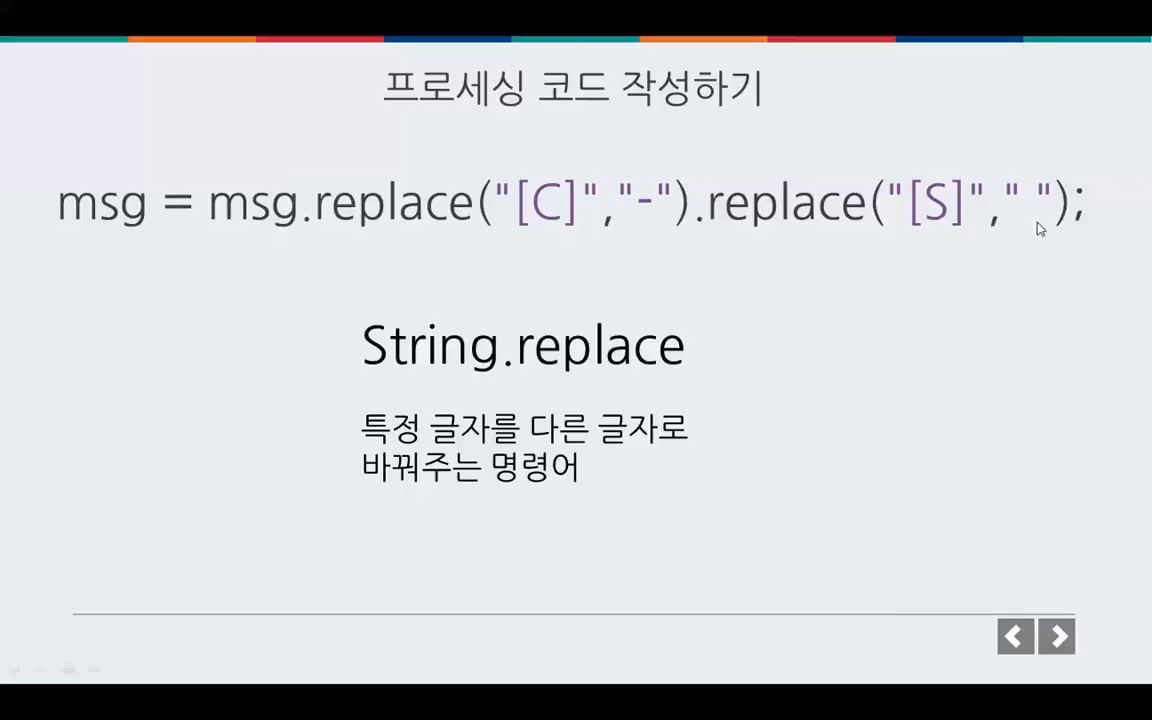 프로세싱 코드 작성하기
msg = msg.replace("[C]","-").replace("[S]"," ");
String.replace
특정 글자를 다른 글자로
바꿔주는 명령어